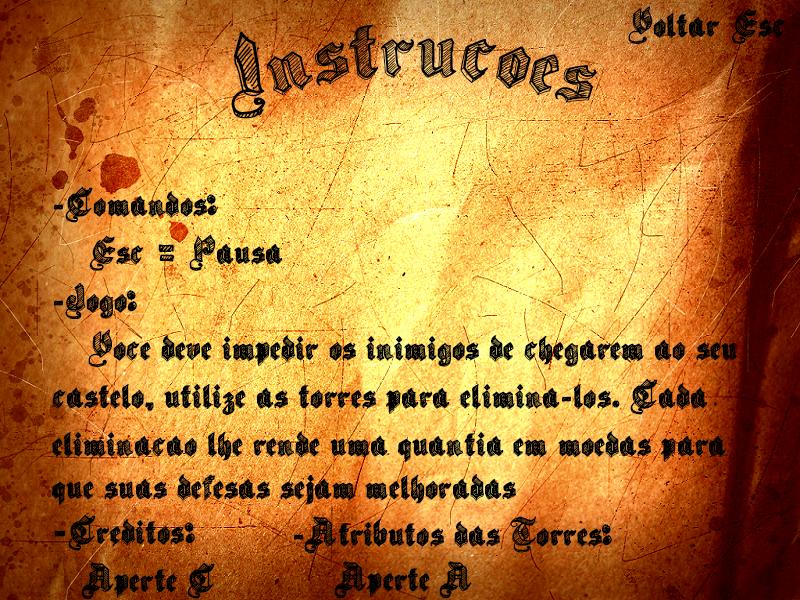 Voltar Esc
Instrucoes
-Comandos:
Esc = Pausa
-Jogo:
Voce deve impedir os inimigos de chegarem ao seu
castelo, utilize as torres para elimina-los. Cada
eliminacao lhe rende uma quantia em moedas para
que suas defesas sejam melhoradas
-Creditos: -Atributos das Torres:
Aperte C Aperte A